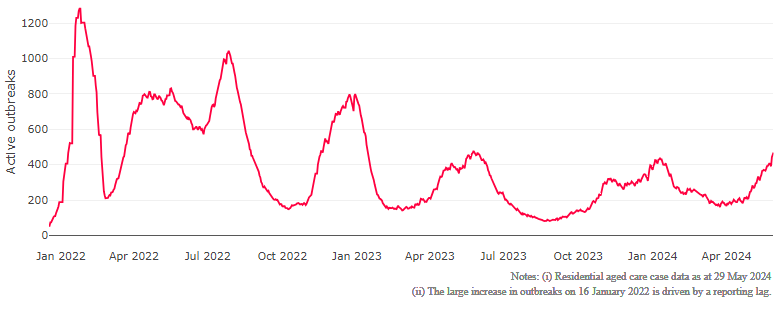 Active outbreaks
1200
1000
800
600
400
200
0
Jan 2022 Apr 2022 Jul 2022 Oct 2022 Jan 2023 Apr 2023 Jul 2023 Oct 2023 Jan 2024 Apr 2024
Notes: (i) Residential aged care case data as at 29 May 2024
(ii) The large increase in outbreaks on 16 January 2022 is driven by a reporting lag.